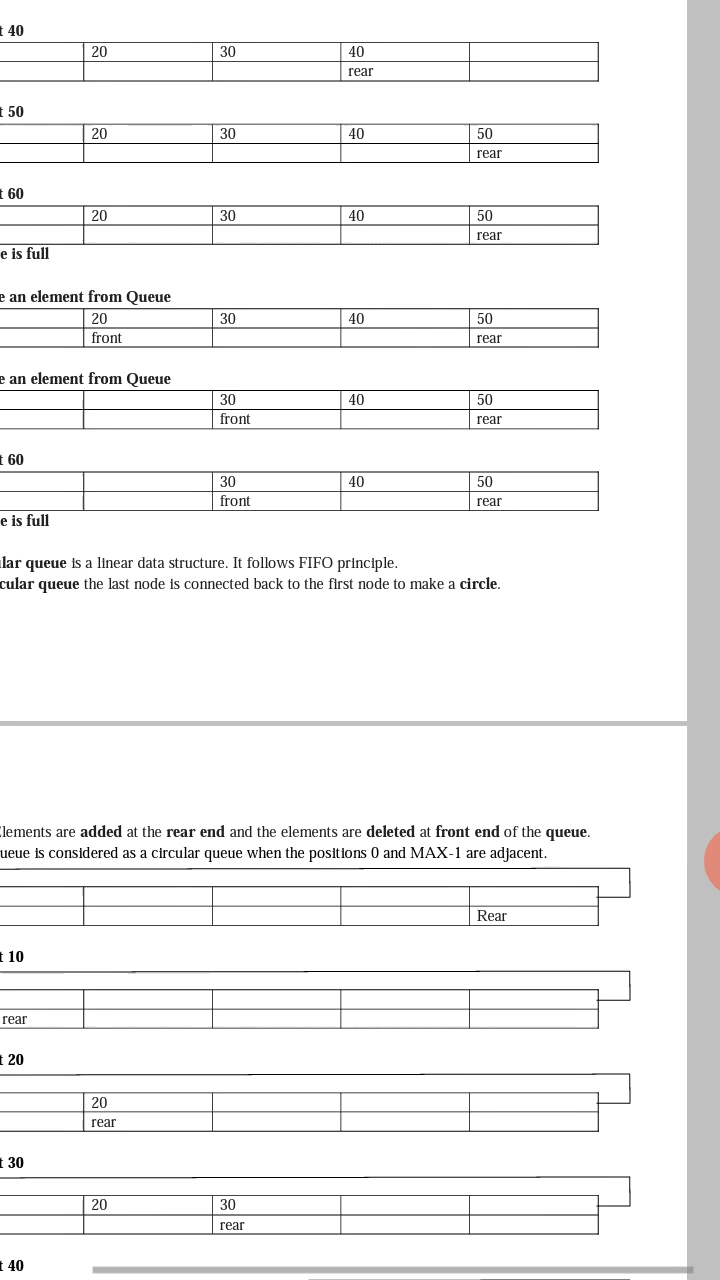 t 40
20 30 40
rear
t 50
20 30 40 50
rear
t 60
20 30 40 50
rear
e is full
e an element from Queue
20 30 40 50
front rear
e an element from Queue
30 40 50
front rear
t 60
30 40 50
front rear
e is full
lar queue is a linear data structure. It follows FIFO principle.
cular queue the last node is connected back to the first node to make a circle.
Elements are added at the rear end and the elements are deleted at front end of the queue.
ueue is considered as a circular queue when the positions 0 and MAX-1 are adjacent.
Rear
t 10
rear
t 20
20
rear
t 30
20 30
rear
t 40